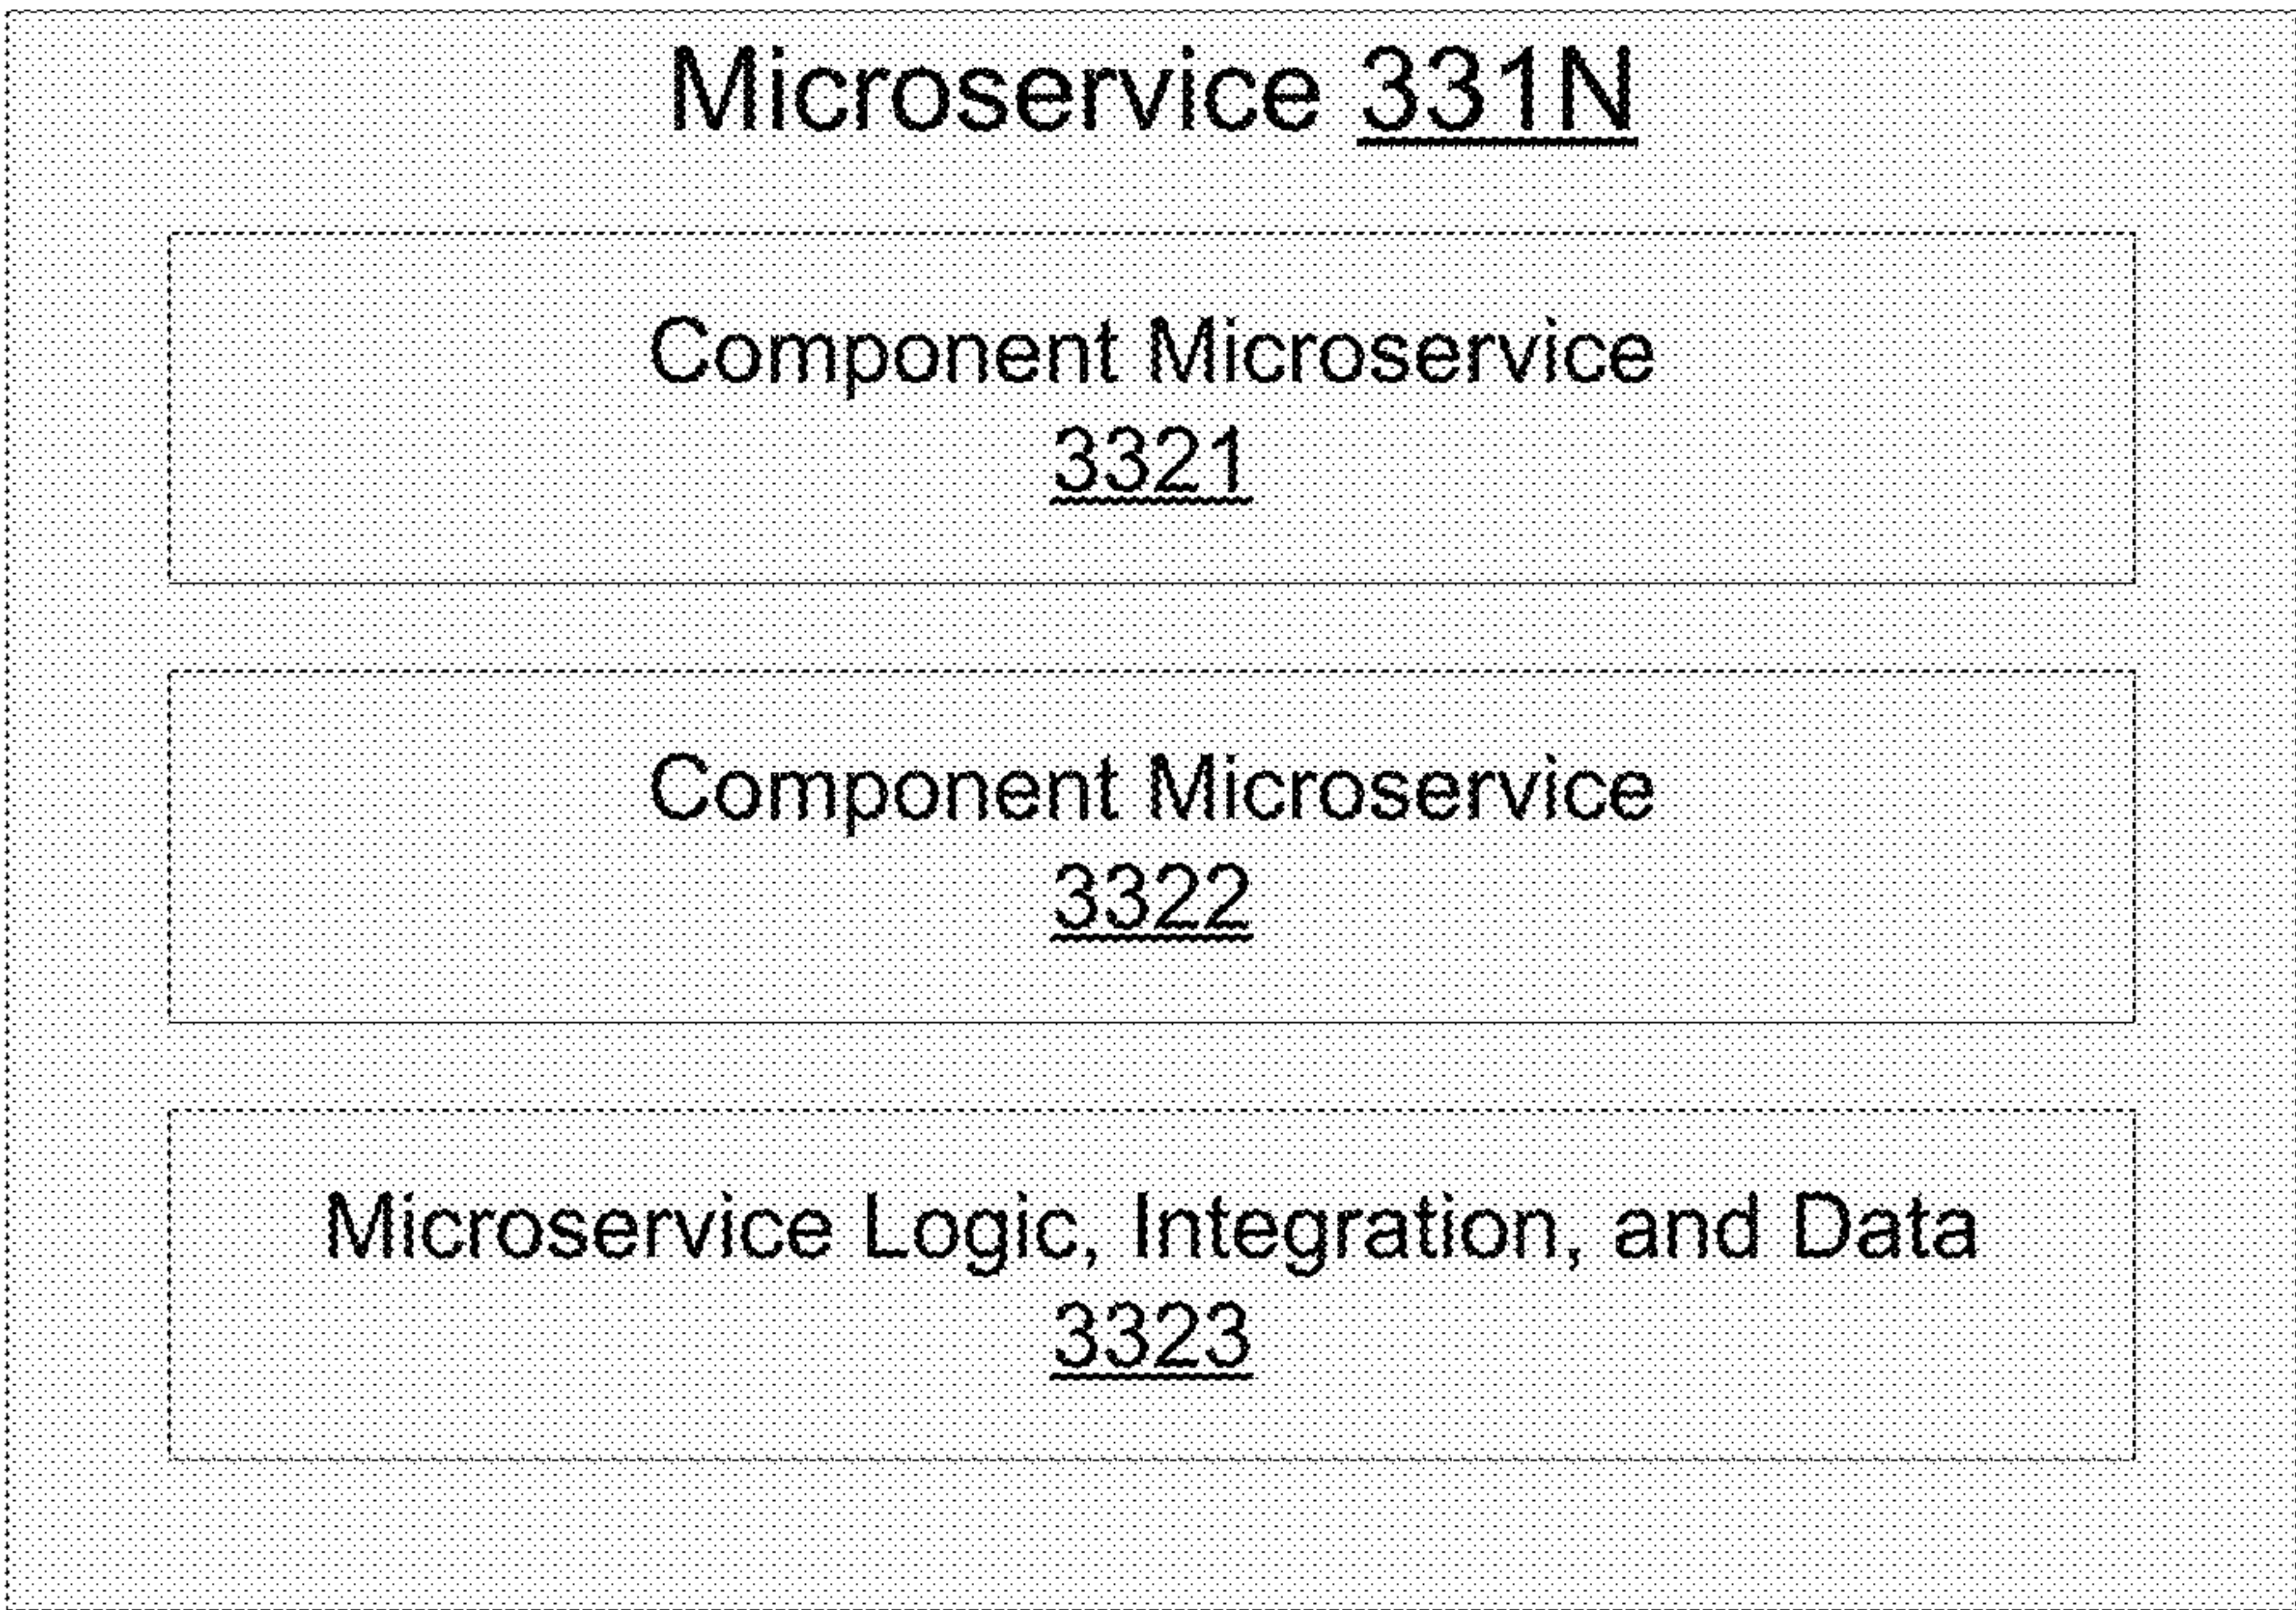 Microservice 331N
Component Microservice
3321
Component Microservice
3322
Microservice Logic, Integration, and Data
3323